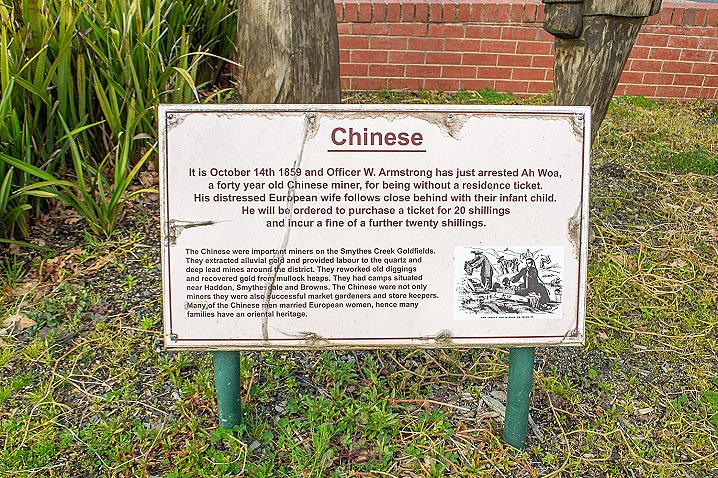 Chinese
It is October 14th 1859 and Officer W. Armstrong has just arrested Ah Woa,
a forty year old Chinese miner, for being without a residence ticket.
His distressed European wife follows close behind with their infant child.
He will be ordered to purchase a ticket for 20 shillings
and incur a fine of a further twenty shillings.
The Chinese were important miners on the Smythes Creek Goldfields.
They extracted alluvial gold and provided labour to the quartz and
deep lead mines around the district. They reworked old diggings
and recovered gold from mullock heaps. They had camps situated
near Haddon, Smythesdale and Browns. The Chinese were not only
miners they were also successful market gardeners and store keepers.
Many of the Chinese men married European women, hence many
families have an oriental heritage.